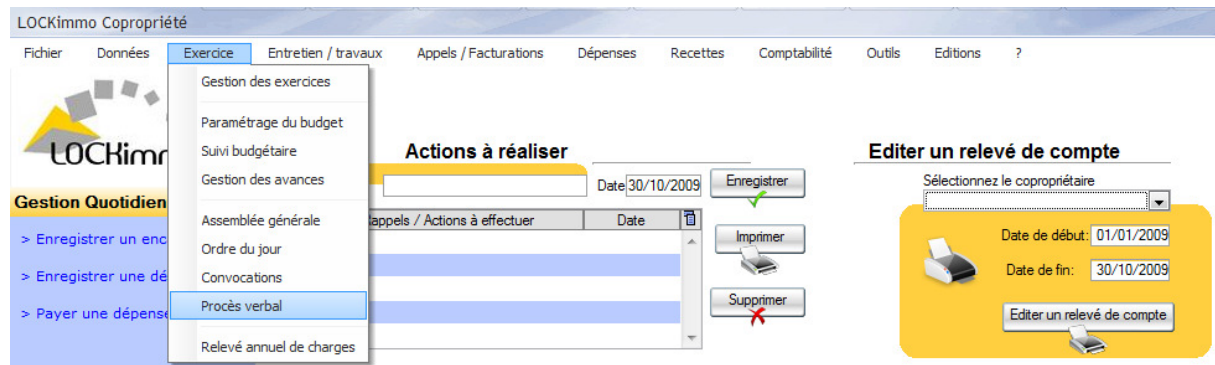 LOCKimmo Copropriété
Fichier Données Exercice Entretien / travaux Appels / Facturations Dépenses Recettes Comptabilité Outils Editions ?
Gestion des exercices
Paramétrage du budget
Suivi budgétaire
Gestion des avances
Assemblée générale
Ordre du jour
Convocations
Procès verbal
Relevé annuel de charges
LOCKimm
Gestion Quotidien
> Enregistrer un enc
> Enregistrer une dé
> Payer une dépense
Actions à réaliser
Date 30/10/2009 Enregistrer
Rappels / Actions à effectuer Date
Imprimer
Supprimer
Editer un relevé de compte
Sélectionnez le copropriétaire
Date de début: 01/01/2009
Date de fin: 30/10/2009
Editer un relevé de compte